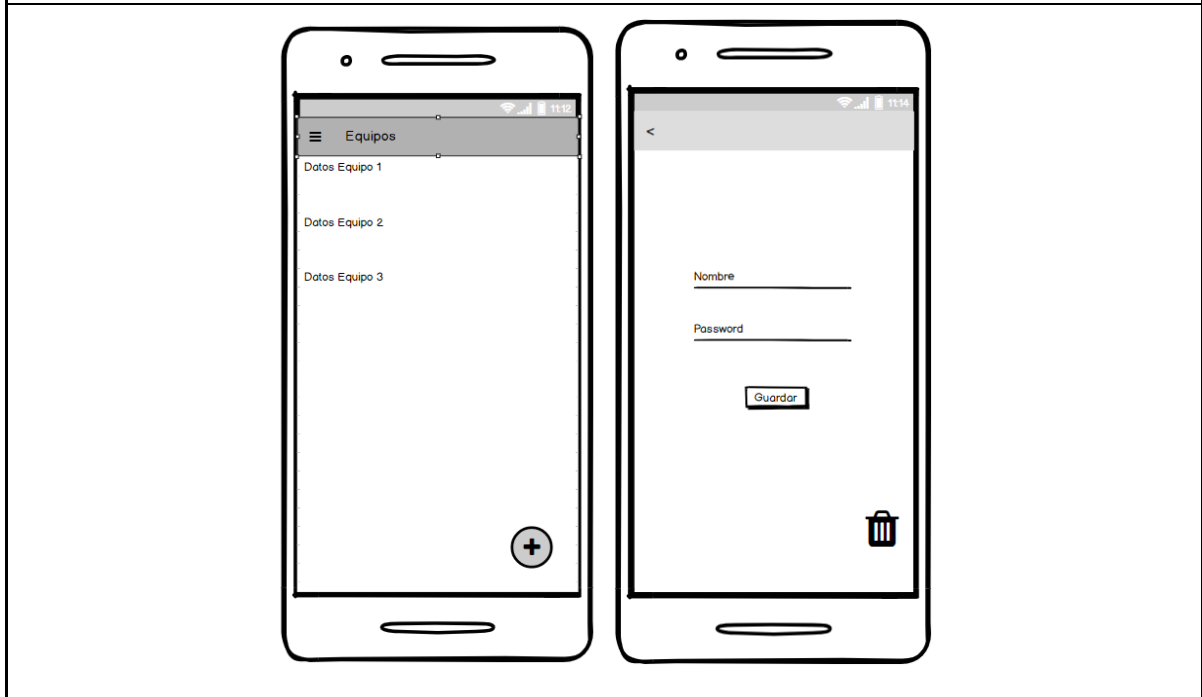 11:12
Equipos
Datos Equipo 1
Datos Equipo 2
Datos Equipo 3
11:14
<
Nombre
Password
Guardar